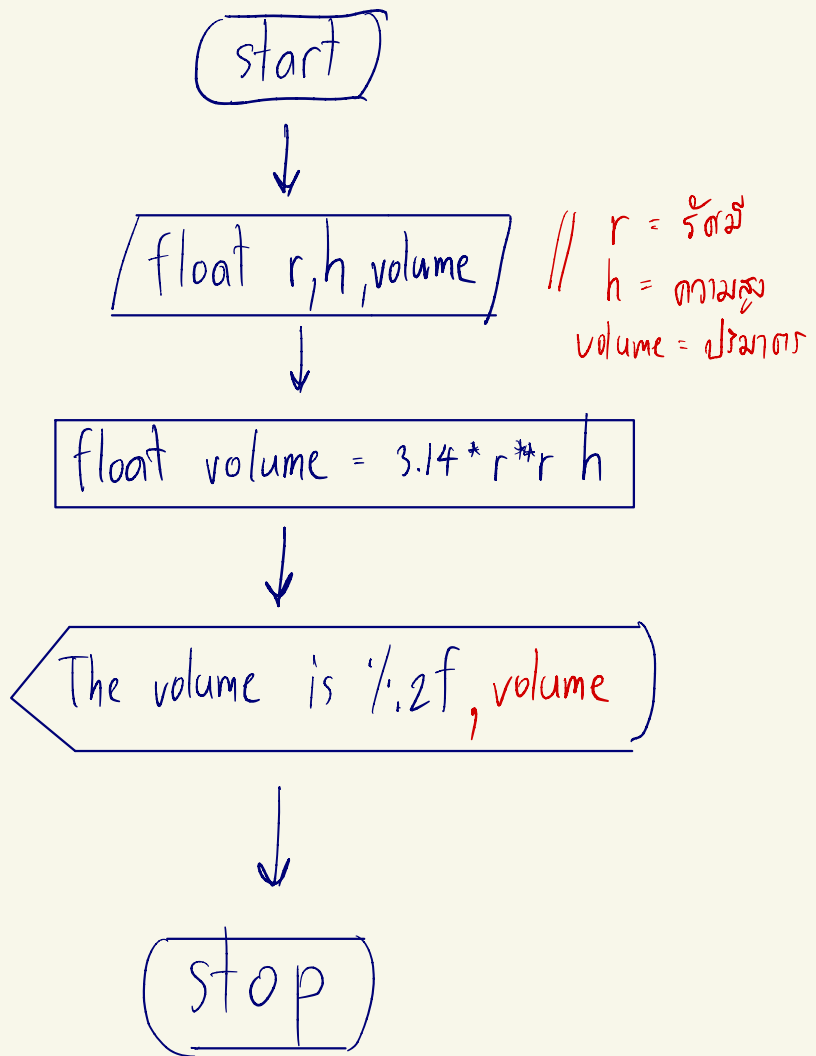 start
float r,h,volume
// r = รัศมี
h = ความสูง
volume = ปริมาตร
float volume = 3.14 * r **r h
The volume is %.2f, volume
stop